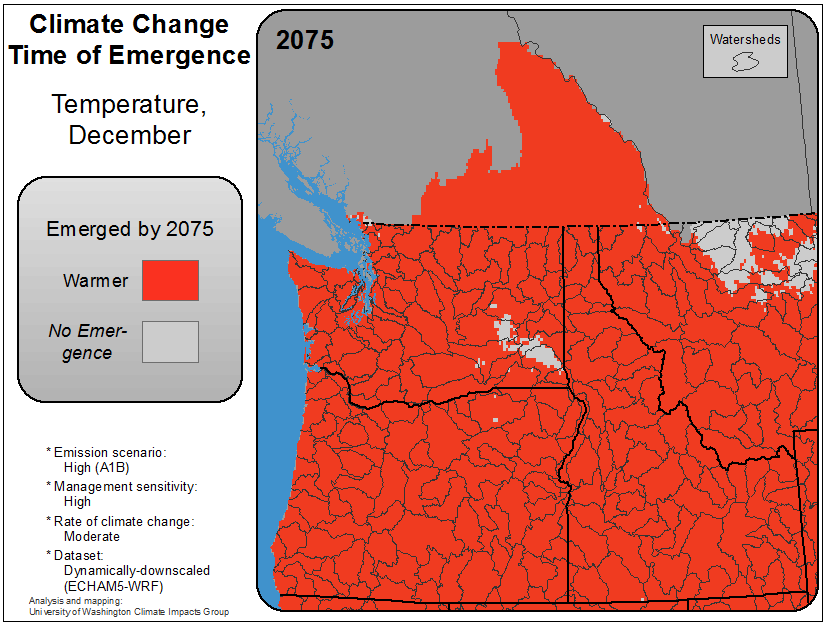 Climate Change
Time of Emergence
Temperature,
December
Emerged by 2075
Warmer
No Emer-
gence
* Emission scenario:
High (A1B)
* Management sensitivity:
High
* Rate of climate change:
Moderate
* Dataset:
Dynamically-downscaled
(ECHAM5-WRF)
Analysis and mapping:
University of Washington Climate Impacts Group
2075
Watersheds